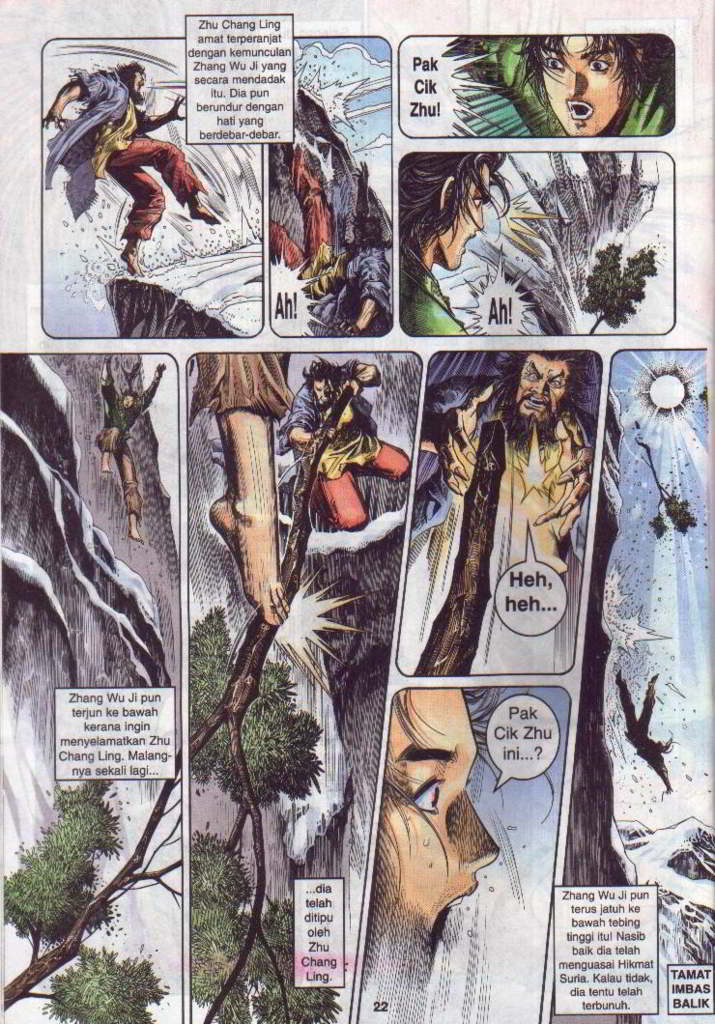 Zhu Chang Ling
amat terperanjat
dengan kemunculan
Zhang Wu Ji yang
secara mendadak
itu. Dia pun
berundur dengan
hati yang
berdebar-debar.
Ah!
Pak
Cik
Zhu!
Ah!
Zhang Wu Ji pun
terjun ke bawah
kerana ingin
menyelamatkan Zhu
Chang Ling. Malang-
nya sekali lagi...
...dia
telah
ditipu
oleh
Zhu
Chang
Ling.
Heh,
heh...
Pak
Cik Zhu
ini...?
Zhang Wu Ji pun
terus jatuh ke
bawah tebing
tinggi itu! Nasib
baik dia telah
menguasai Hikmat
Suria. Kalau tidak,
dia tentu telah
terbunuh.
TAMAT
IMBAS
BALIK
22